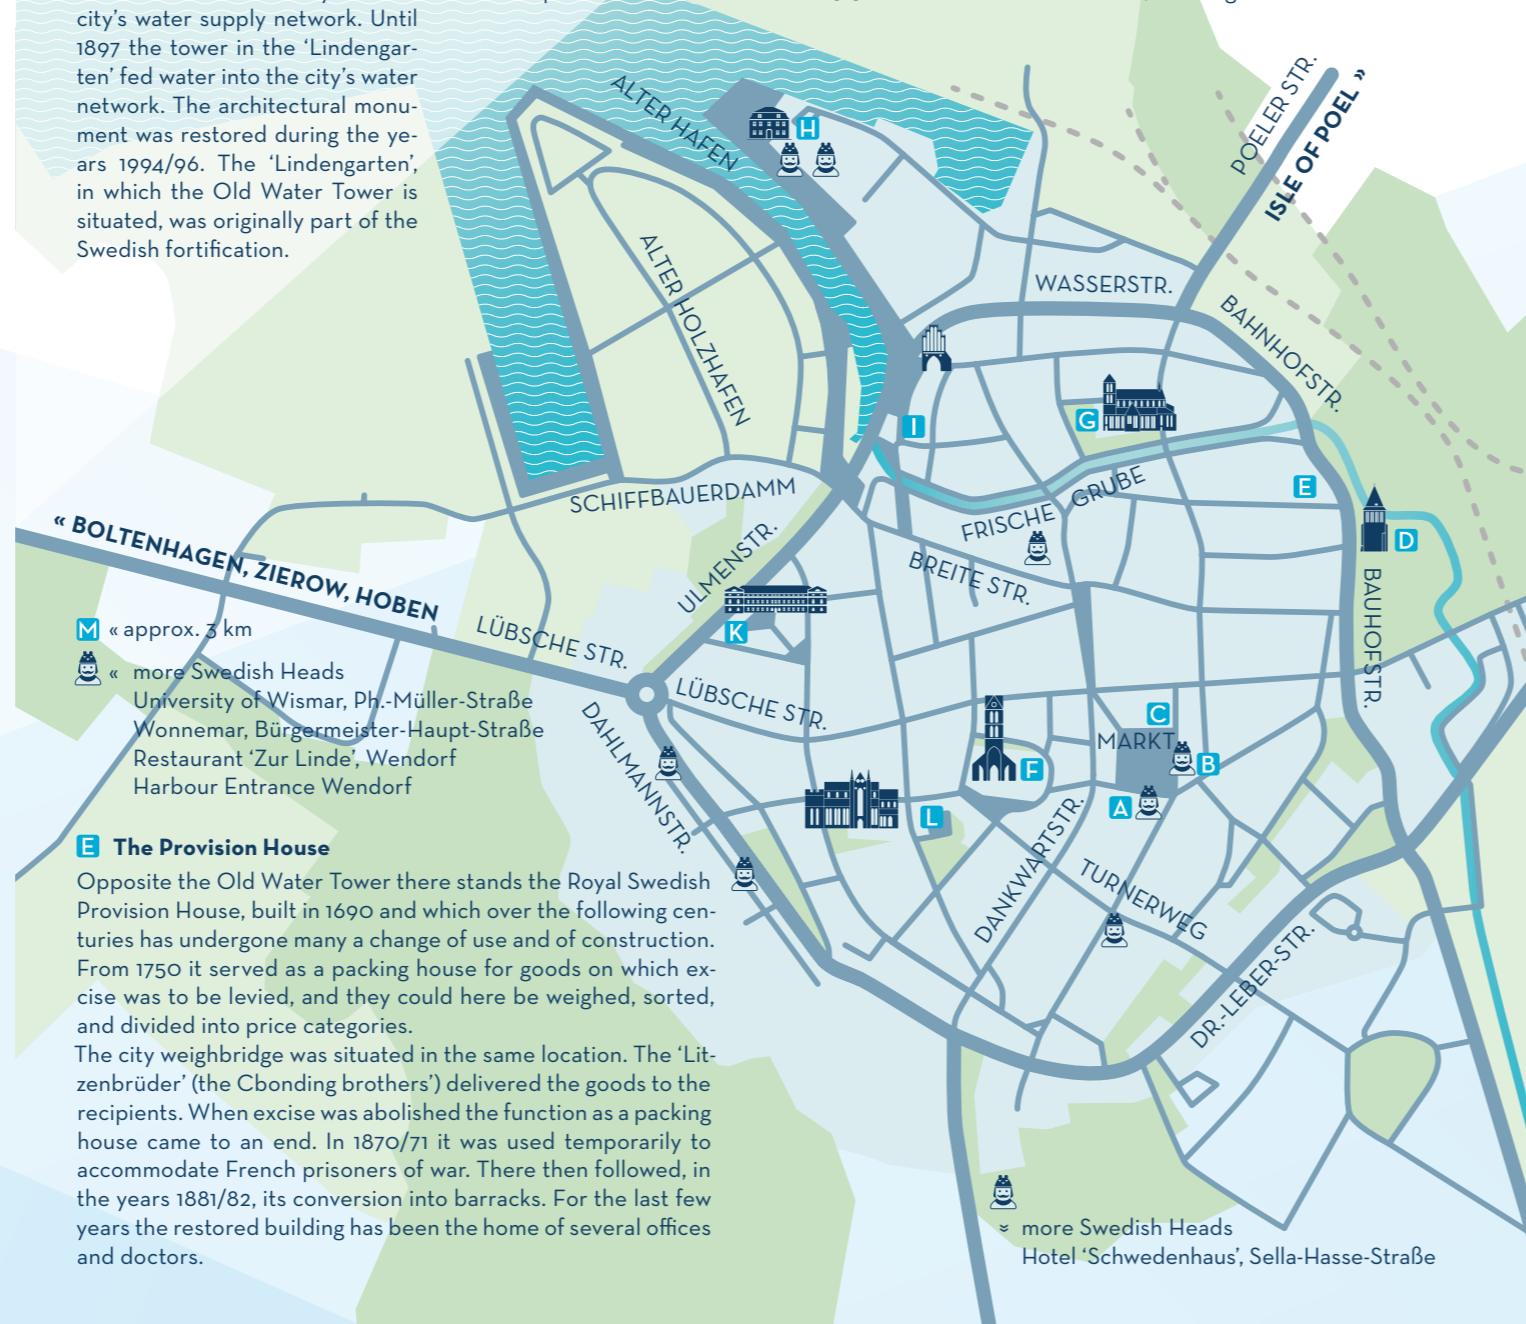 city's water supply network. Until
1897 the tower in the 'Lindengar-
ten' fed water into the city's water
network. The architectural monu-
ment was restored during the ye-
ars 1994/96. The 'Lindengarten',
in which the Old Water Tower is
situated, was originally part of the
Swedish fortification.
ALTER HAFEN
H
POELER STR.
ISLE OF POEL »
ALTER HOLZHAFEN
WASSERSTR.
BAHNHOFSTR.
G
I
SCHIFFBAUERDAMM
FRISCHE GRUBE
E
D
« BOLTENHAGEN, ZIEROW, HOBEN
ULMENSTR.
BREITE STR.
BAUHOFSTR.
K
M « approx. 3 km
LÜBSCHE STR.
« more Swedish Heads
University of Wismar, Ph.-Müller-Straße
Wonnemar, Bürgermeister-Haupt-Straße
Restaurant 'Zur Linde', Wendorf
Harbour Entrance Wendorf
LÜBSCHE STR.
DAHLMANNSTR.
C
MARKT
B
F
A
L
DANKWARTSTR.
TURNERWEG
DR.-LEBER-STR.
E The Provision House
Opposite the Old Water Tower there stands the Royal Swedish
Provision House, built in 1690 and which over the following cen-
turies has undergone many a change of use and of construction.
From 1750 it served as a packing house for goods on which ex-
cise was to be levied, and they could here be weighed, sorted,
and divided into price categories.
The city weighbridge was situated in the same location. The 'Lit-
zenbrüder' (the Cbonding brothers') delivered the goods to the
recipients. When excise was abolished the function as a packing
house came to an end. In 1870/71 it was used temporarily to
accommodate French prisoners of war. There then followed, in
the years 1881/82, its conversion into barracks. For the last few
years the restored building has been the home of several offices
and doctors.
» more Swedish Heads
Hotel 'Schwedenhaus', Sella-Hasse-Straße